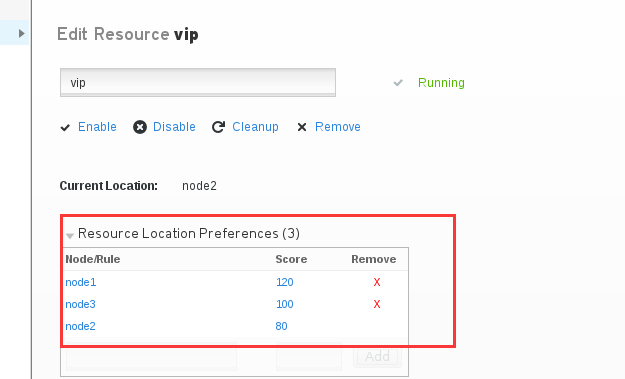 Edit Resource vip
vip
Running
Enable Disable Cleanup Remove
Current Location: node2
Resource Location Preferences (3)
Node/Rule Score Remove
node1 120 X
node3 100 X
node2 80
Add